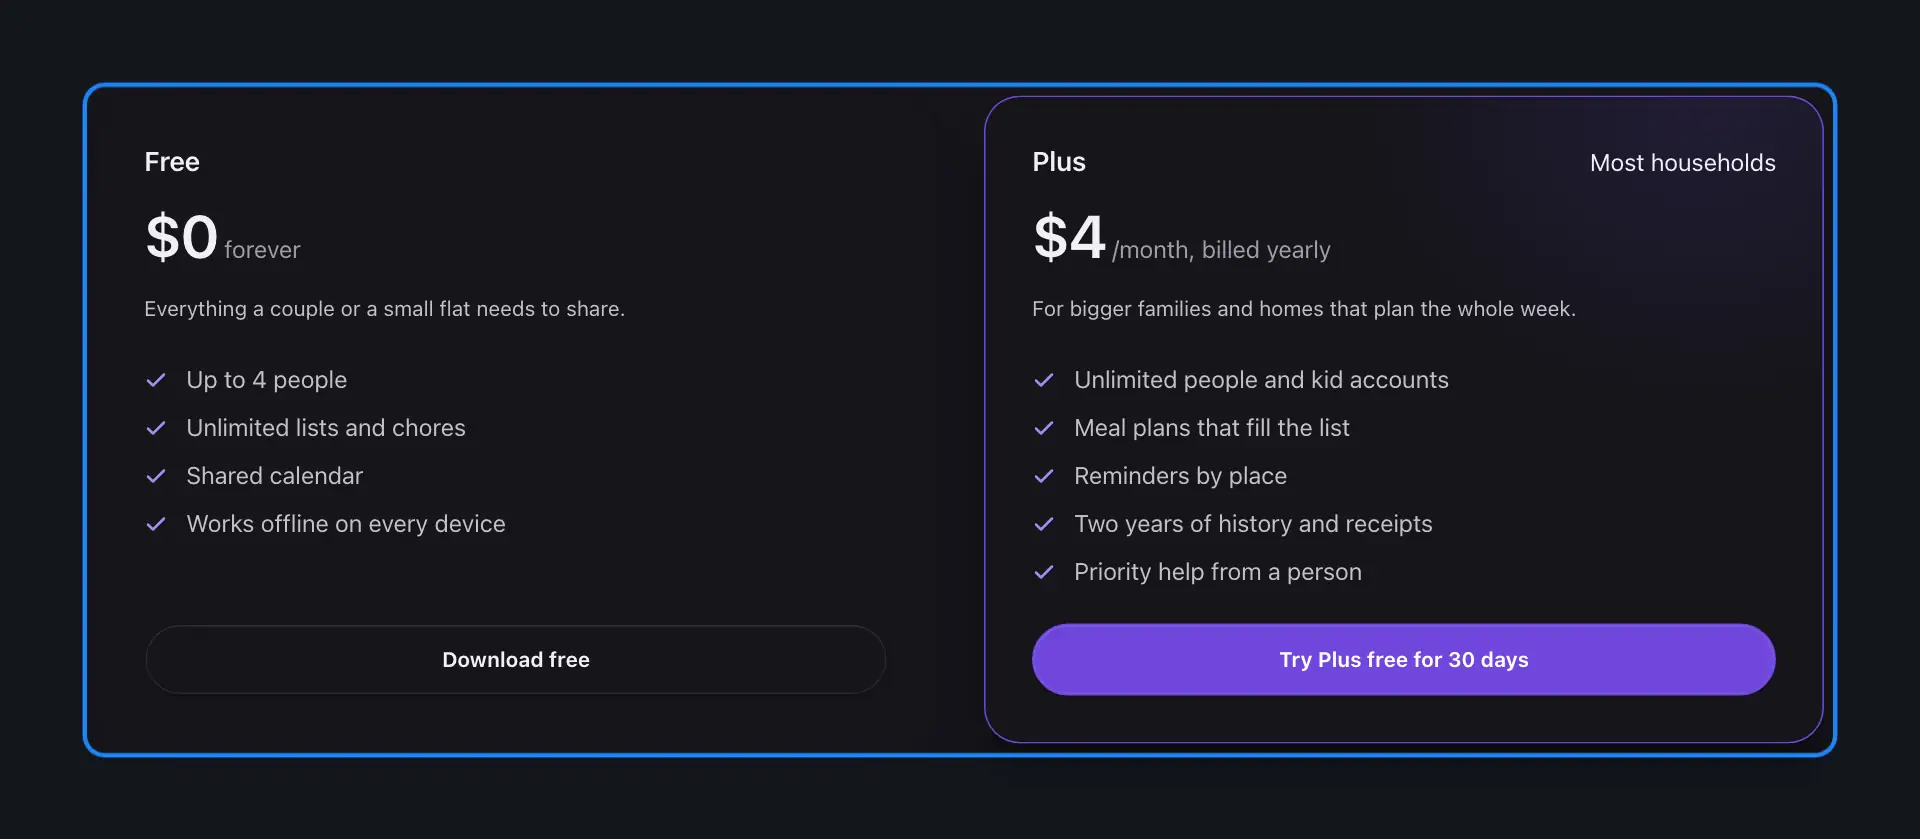 Free
$0 forever
Everything a couple or a small flat needs to share.
Up to 4 people
Unlimited lists and chores
Shared calendar
Works offline on every device
Download free
Plus
Most households
$4 /month, billed yearly
For bigger families and homes that plan the whole week.
Unlimited people and kid accounts
Meal plans that fill the list
Reminders by place
Two years of history and receipts
Priority help from a person
Try Plus free for 30 days